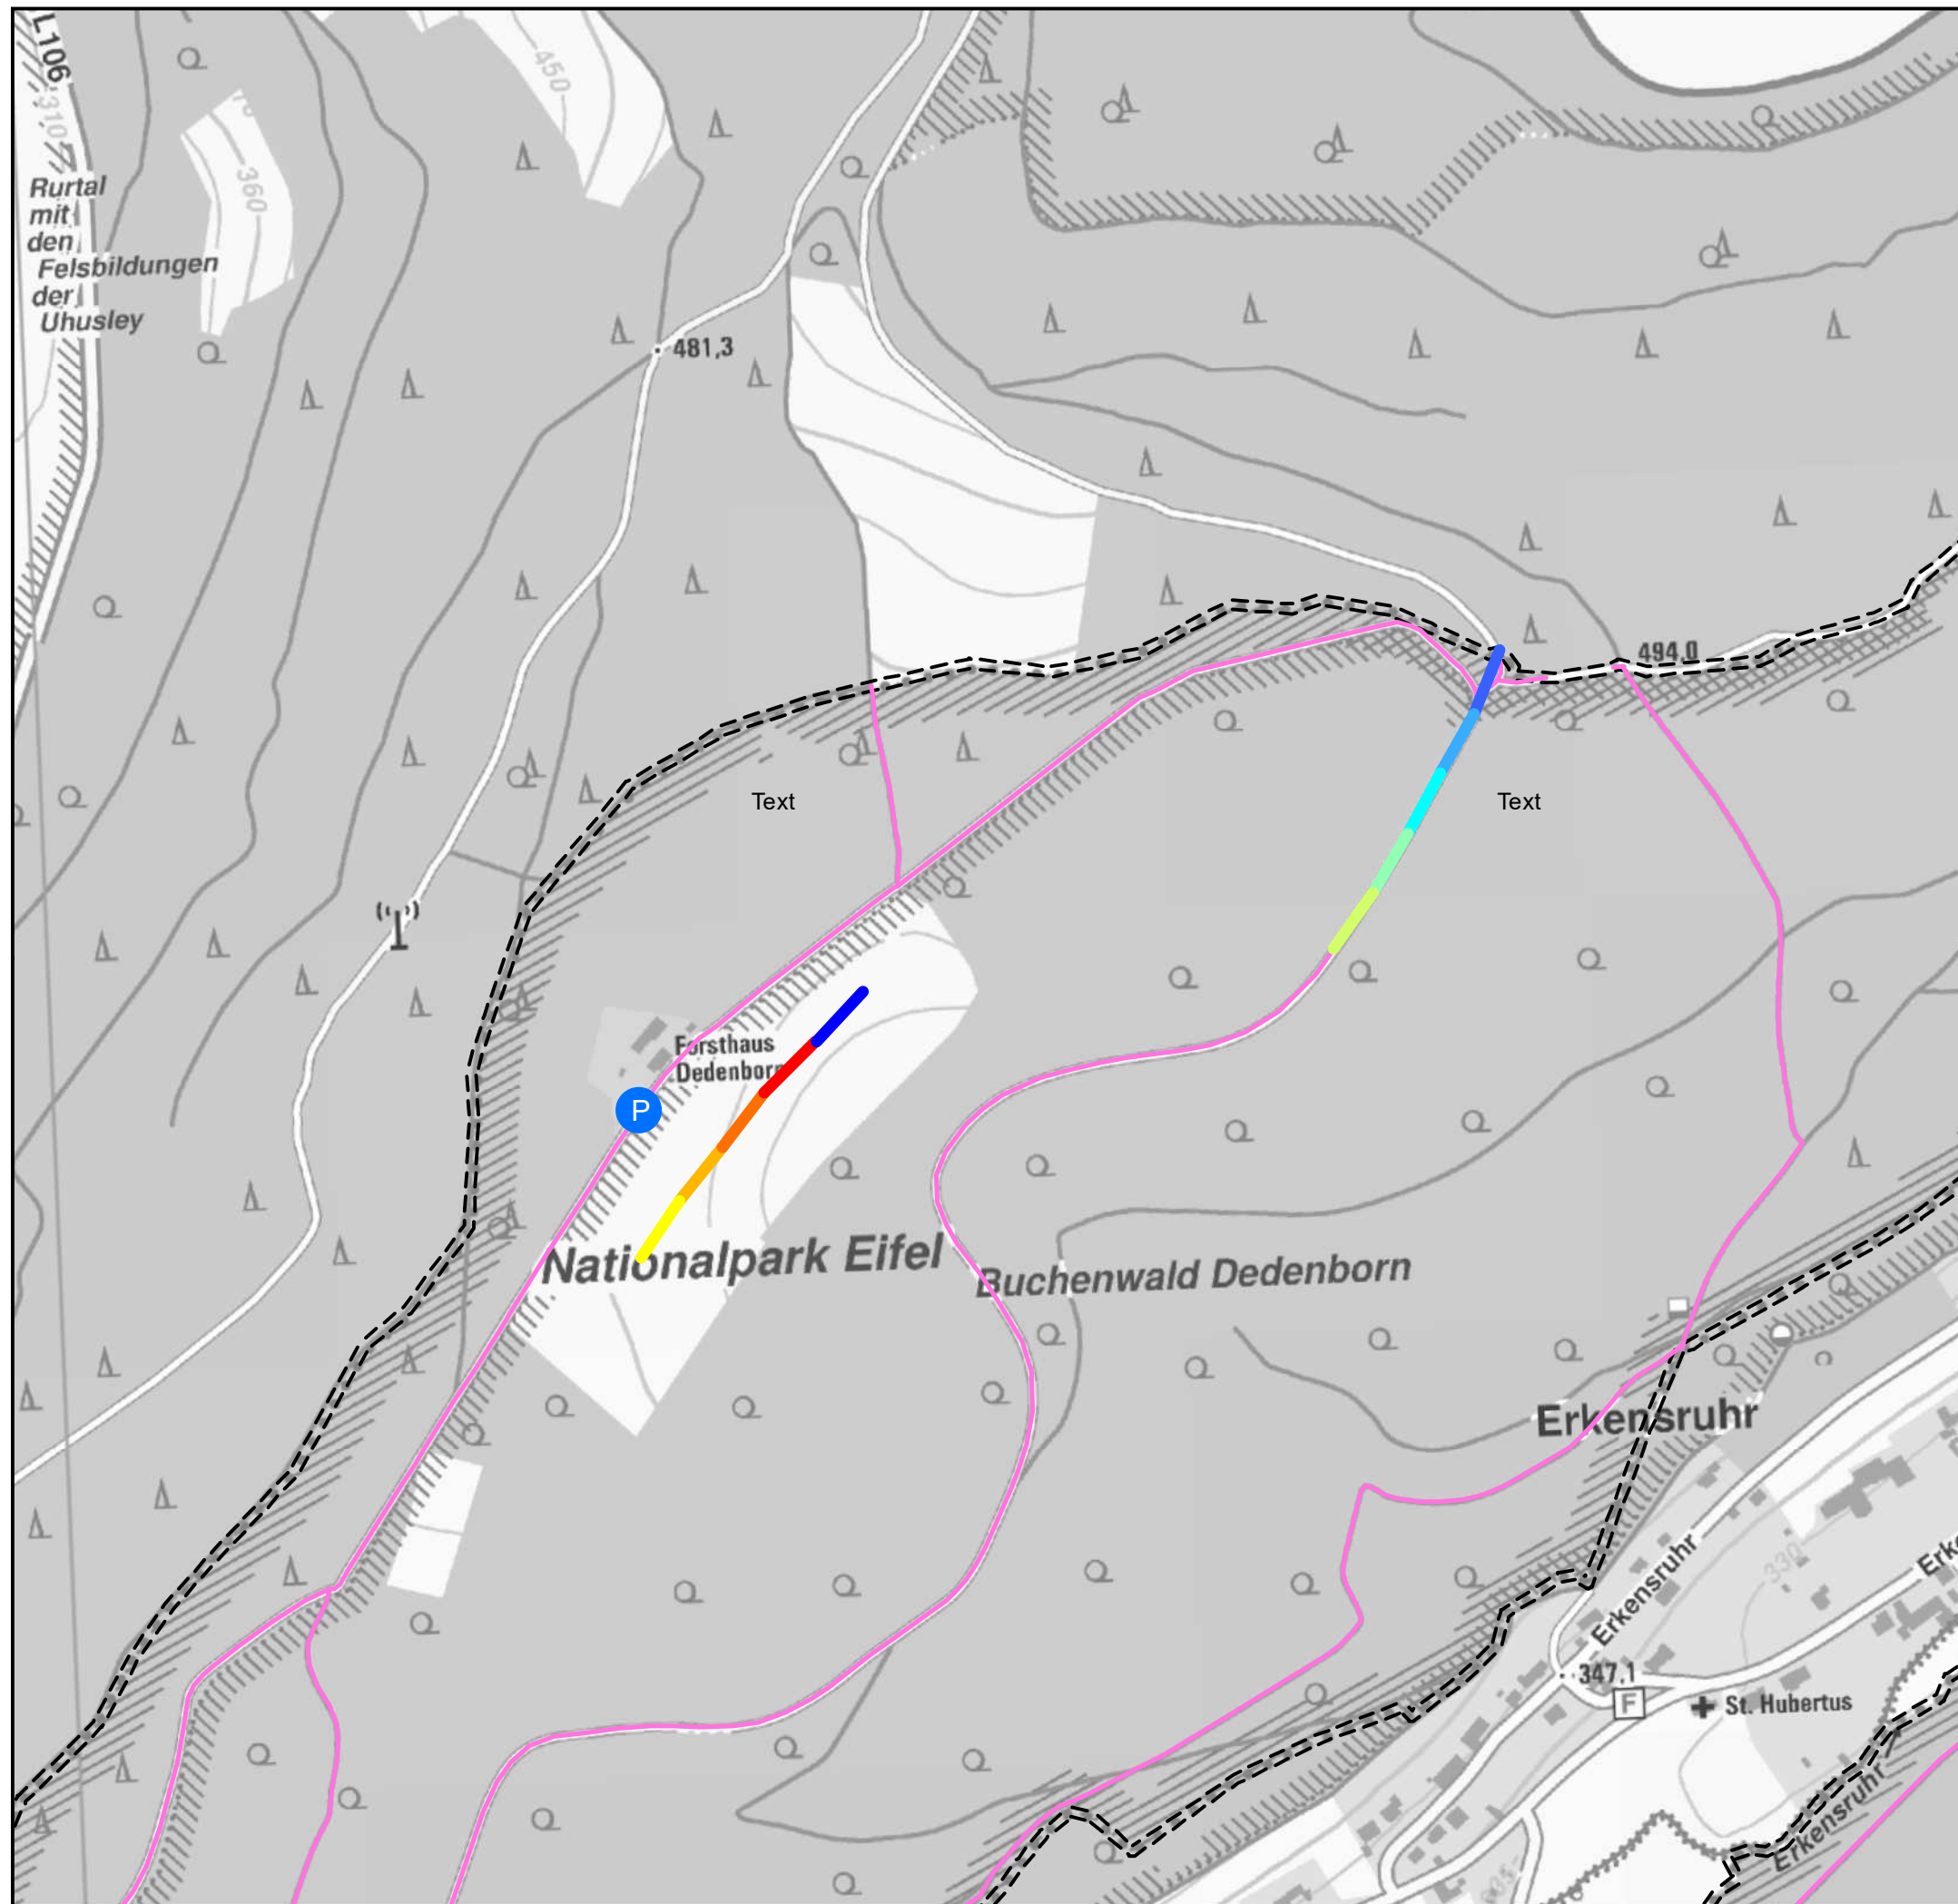 L106
310
450
360
Rurtal
mit
den
Felsbildungen
der
Uhusley
481,3
494,0
Text
Text
Forsthaus
Dedenborn
P
Nationalpark Eifel
Buchenwald Dedenborn
Erkensruhr
Erkensruhr
330
347,1
F
St. Hubertus
Erkensruhr